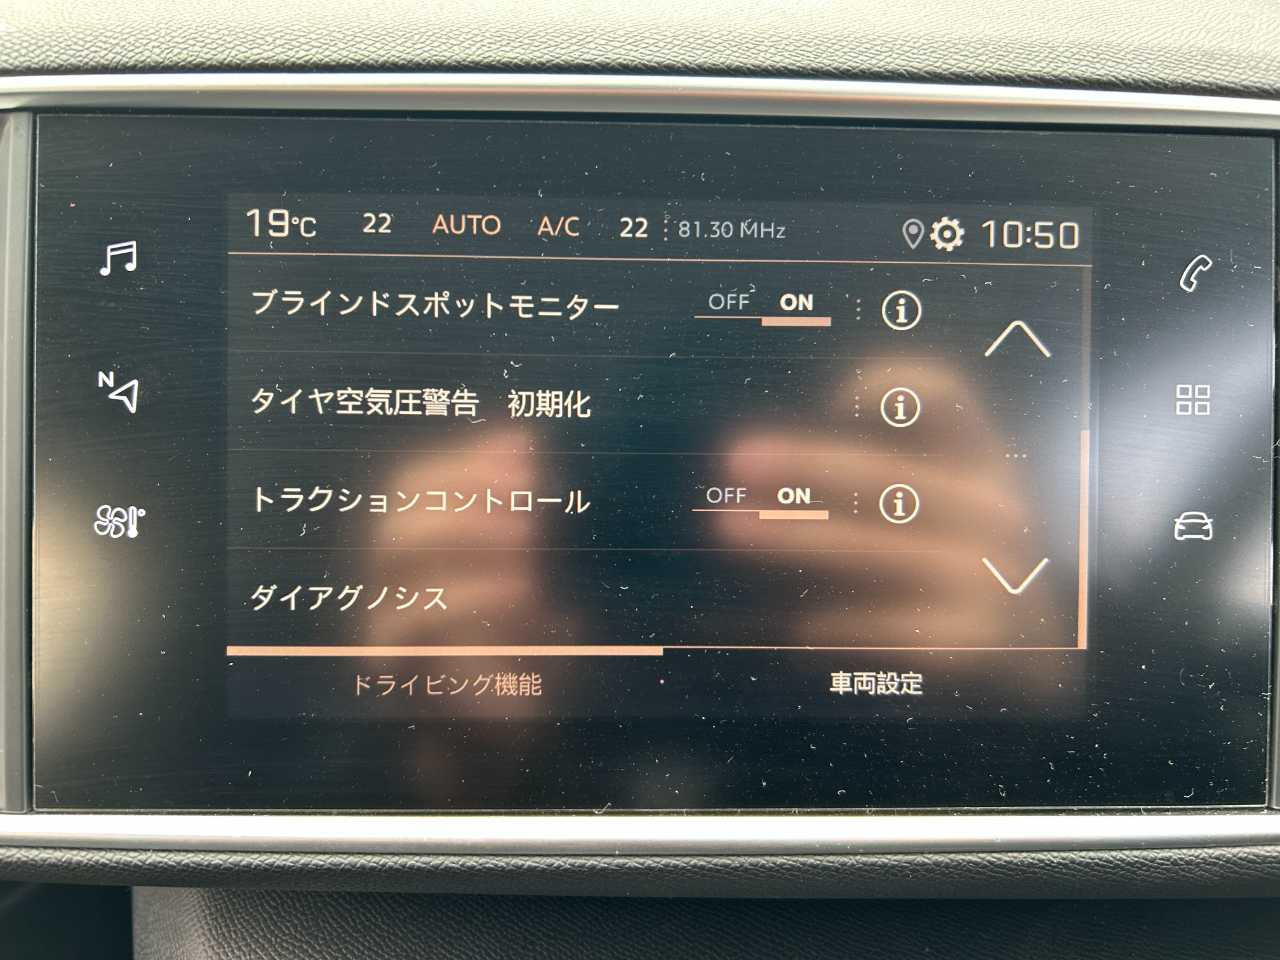 19°C 22 AUTO A/C 22 81.30 MHz 10:50
ブラインドスポットモニター OFF ON i
N
タイヤ空気圧警告 初期化 i
トラクションコントロール OFF ON i
ダイアグノシス
ドライビング機能 車両設定